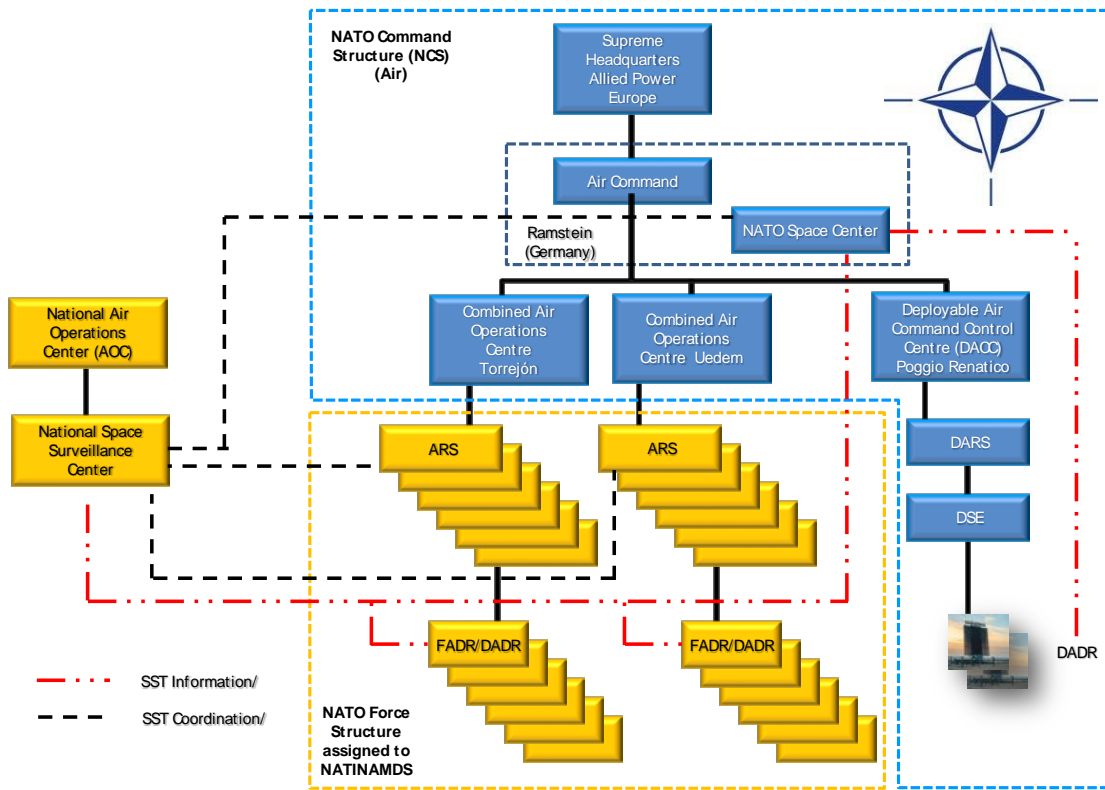 NATO Command
Structure (NCS)
(Air)
Supreme
Headquarters
Allied Power
Europe
Air Command
NATO Space Center
Ramstein
(Germany)
National Air
Operations
Center (AOC)
Combined Air
Operations
Centre
Torrejón
Combined Air
Operations
Centre Uedem
Deployable Air
Command Control
Centre (DACC)
Poggio Renatico
National Space
Surveillance
Center
ARS
ARS
DARS
DSE
FADR/DADR
FADR/DADR
DADR
SST Information/
SST Coordination/
NATO Force
Structure
assigned to
NATINAMDS